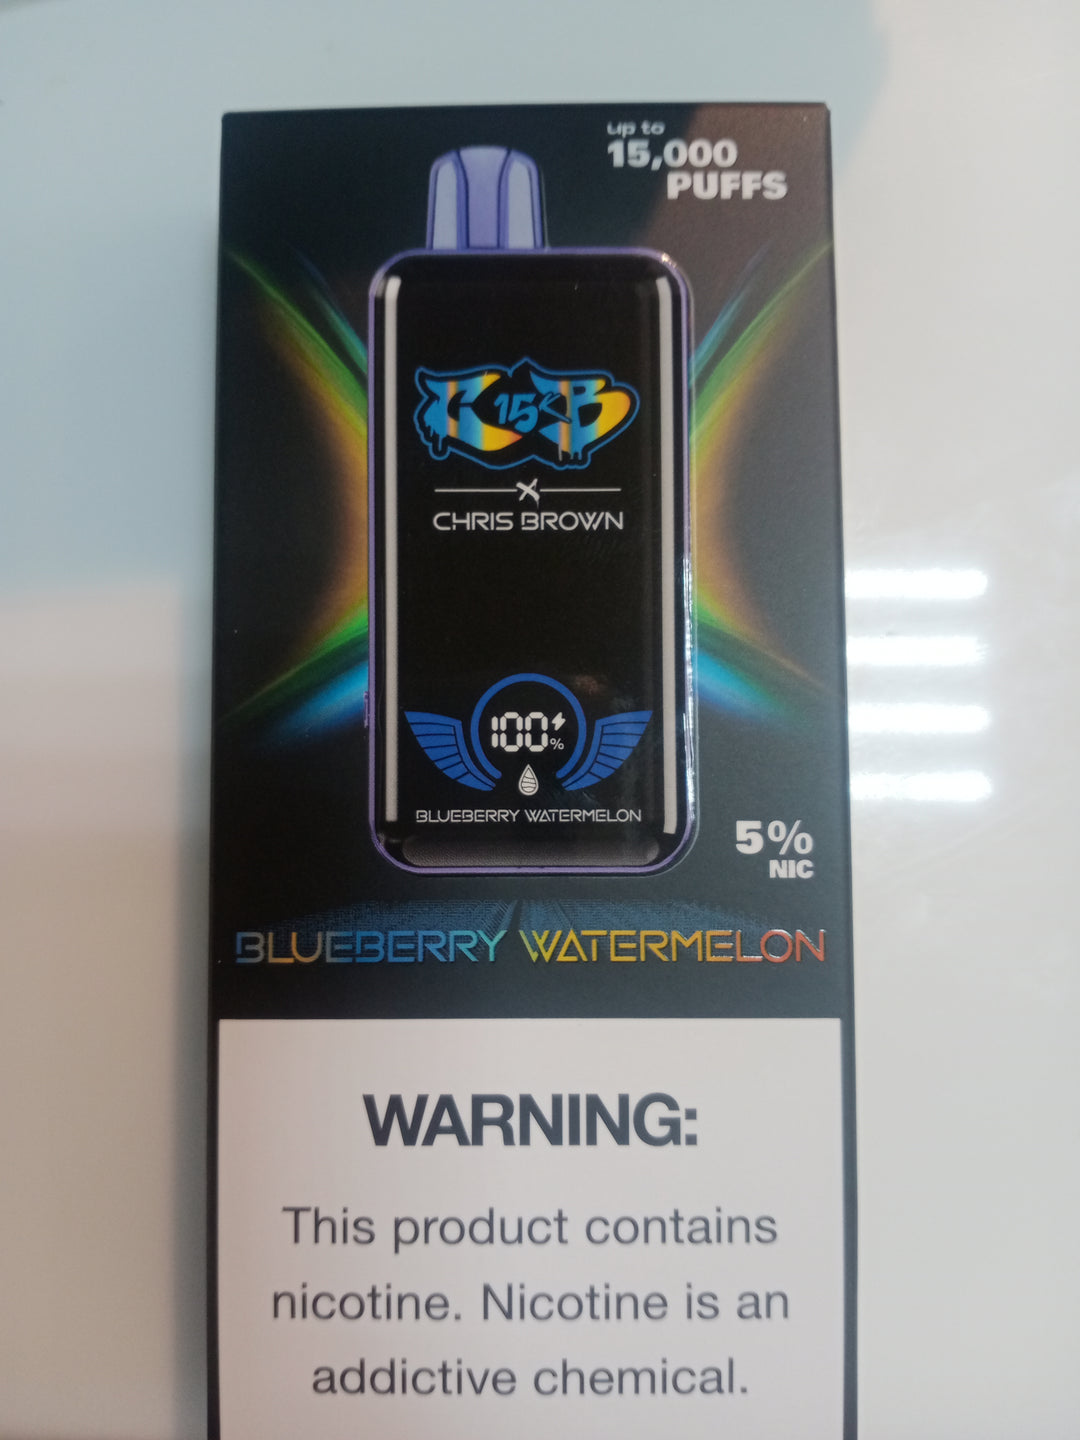 up to
15,000
PUFFS
C 15K B
X
CHRIS BROWN
100%
BLUEBERRY WATERMELON
5%
NIC
BLUEBERRY WATERMELON
WARNING:
This product contains
nicotine. Nicotine is an
addictive chemical.